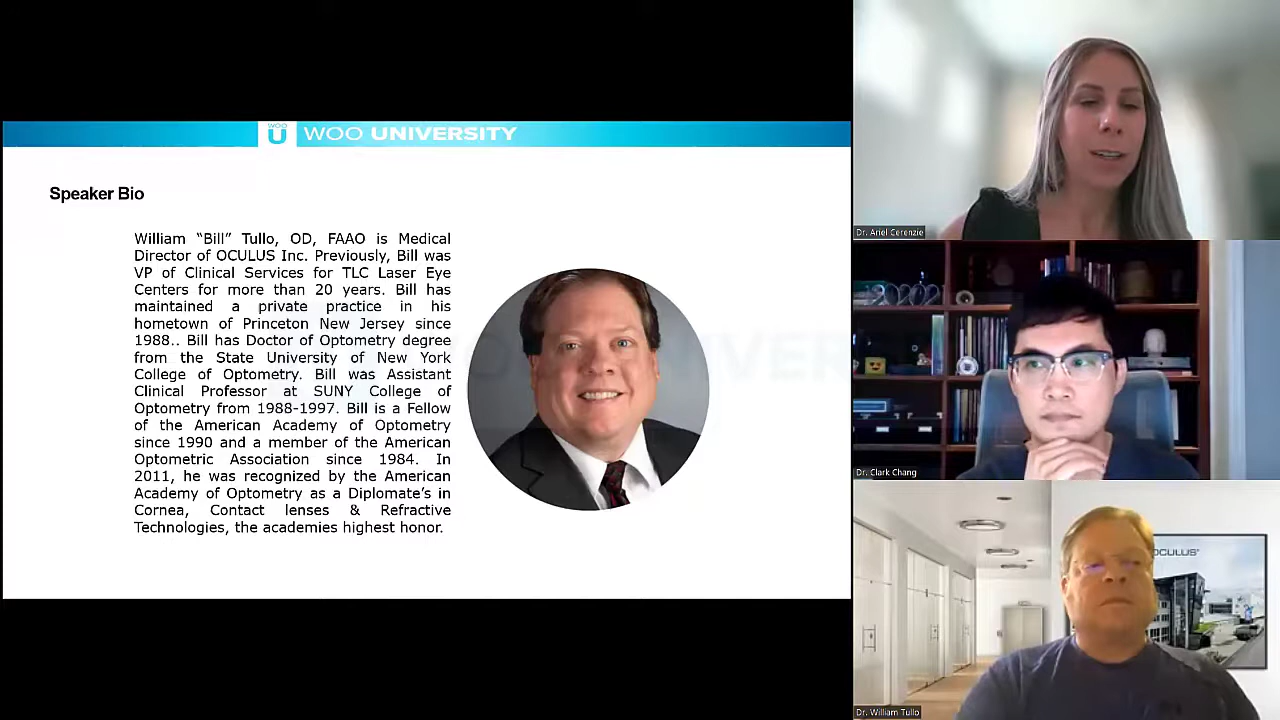 WOO
U WOO UNIVERSITY
Speaker Bio
William “Bill” Tullo, OD, FAAO is Medical
Director of OCULUS Inc. Previously, Bill was
VP of Clinical Services for TLC Laser Eye
Centers for more than 20 years. Bill has
maintained a private practice in his
hometown of Princeton New Jersey since
1988.. Bill has Doctor of Optometry degree
from the State University of New York
College of Optometry. Bill was Assistant
Clinical Professor at SUNY College of
Optometry from 1988-1997. Bill is a Fellow
of the American Academy of Optometry
since 1990 and a member of the American
Optometric Association since 1984. In
2011, he was recognized by the American
Academy of Optometry as a Diplomate’s in
Cornea, Contact lenses & Refractive
Technologies, the academies highest honor.
Dr. Ariel Cerenzie
Dr. Clark Chang
OCULUS
Dr. William Tullo